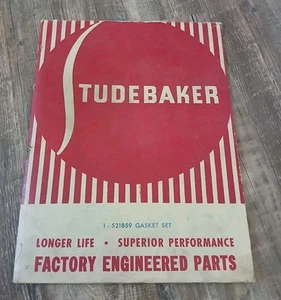 STUDEBAKER
1 - 521859 GASKET SET
LONGER LIFE • SUPERIOR PERFORMANCE
FACTORY ENGINEERED PARTS